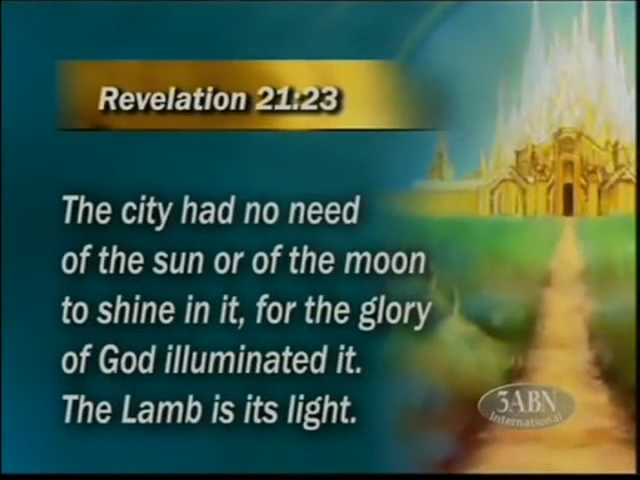 Revelation 21:23
The city had no need
of the sun or of the moon
to shine in it, for the glory
of God illuminated it.
The Lamb is its light.
3ABN
International